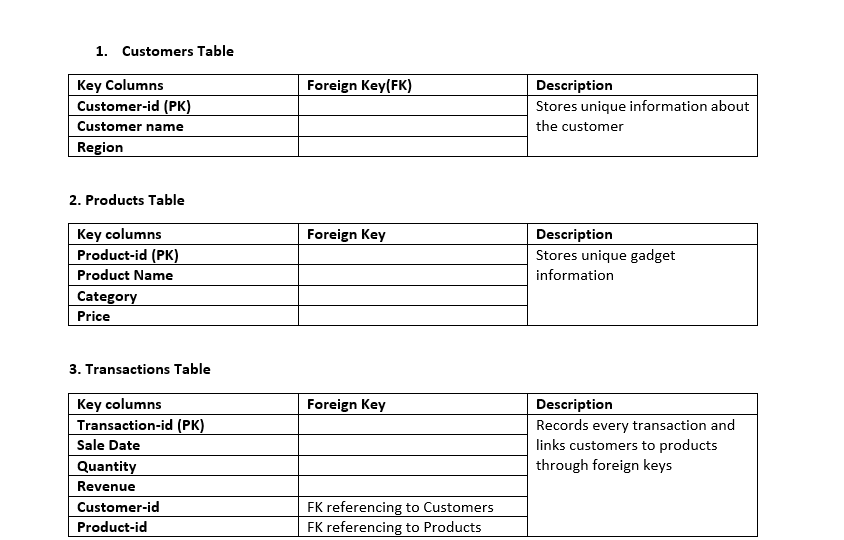 1. Customers Table
Key Columns Foreign Key(FK) Description
Customer-id (PK) Stores unique information about
Customer name the customer
Region
2. Products Table
Key columns Foreign Key Description
Product-id (PK) Stores unique gadget
Product Name information
Category
Price
3. Transactions Table
Key columns Foreign Key Description
Transaction-id (PK) Records every transaction and
Sale Date links customers to products
Quantity through foreign keys
Revenue
Customer-id FK referencing to Customers
Product-id FK referencing to Products